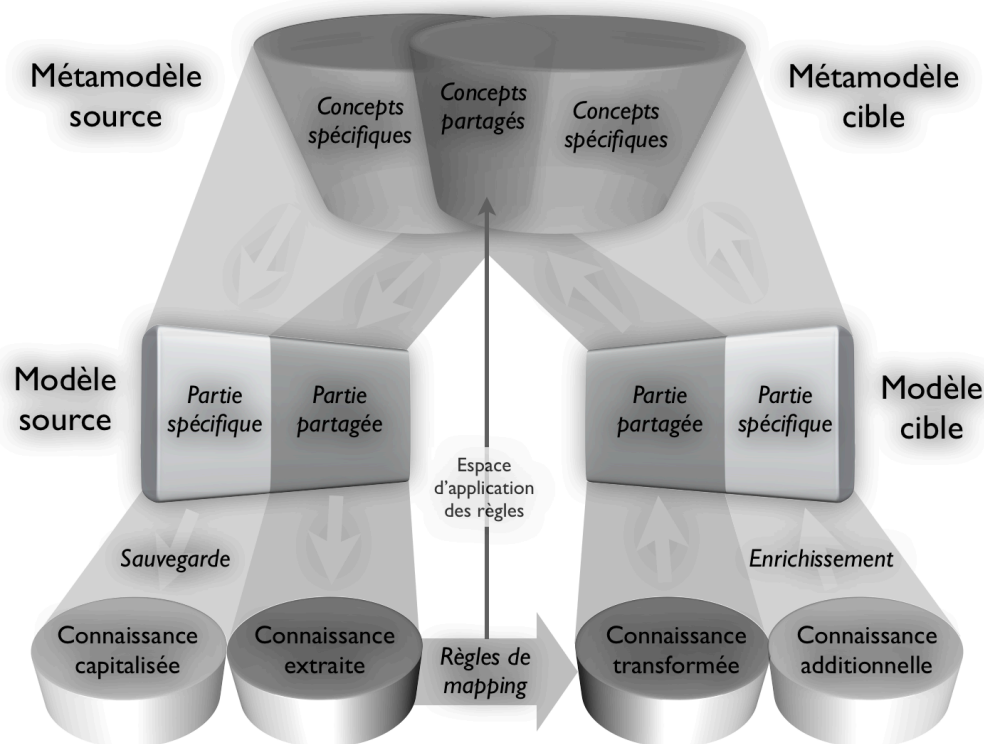 Métamodèle
source
Concepts
spécifiques
Concepts
partagés
Concepts
spécifiques
Métamodèle
cible
Modèle
source
Partie
spécifique
Partie
partagée
Partie
partagée
Partie
spécifique
Modèle
cible
Espace
d'application
des règles
Sauvegarde
Enrichissement
Connaissance
capitalisée
Connaissance
extraite
Règles de
mapping
Connaissance
transformée
Connaissance
additionnelle